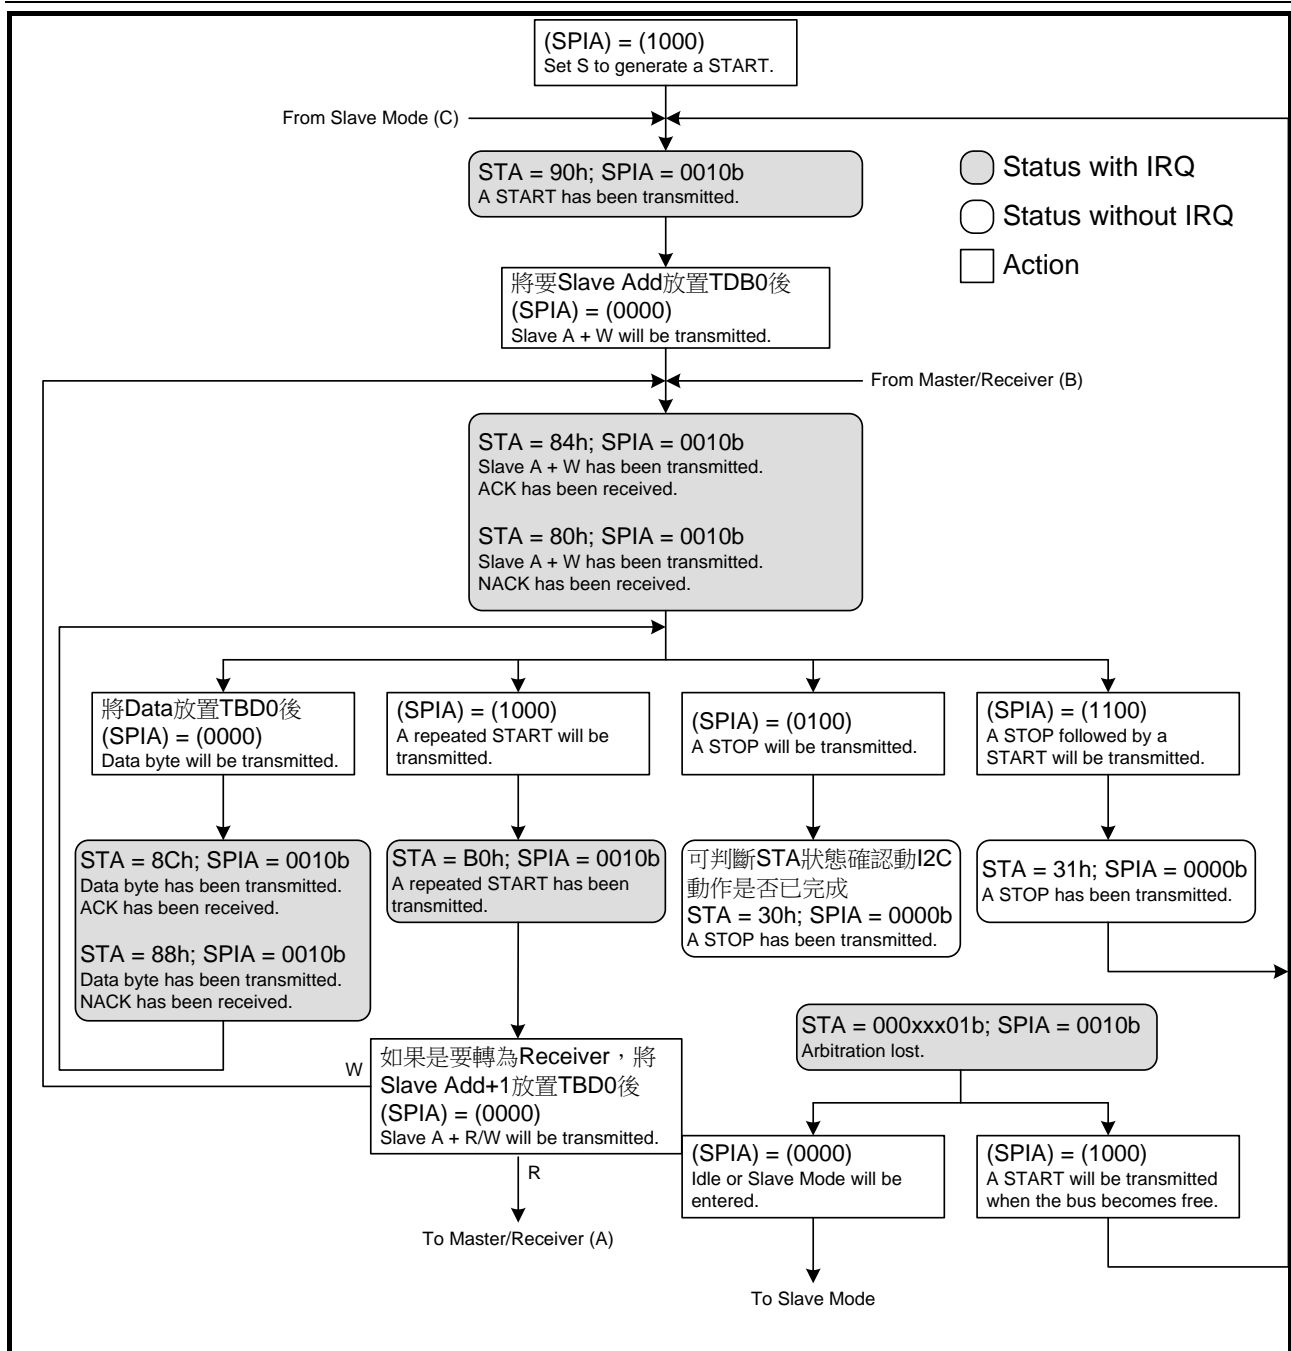 (SPIA) = (1000)
Set S to generate a START.
From Slave Mode (C)
STA = 90h; SPIA = 0010b
A START has been transmitted.
Status with IRQ
Status without IRQ
Action
將要Slave Add放置TDB0後
(SPIA) = (0000)
Slave A + W will be transmitted.
From Master/Receiver (B)
STA = 84h; SPIA = 0010b
Slave A + W has been transmitted.
ACK has been received.
STA = 80h; SPIA = 0010b
Slave A + W has been transmitted.
NACK has been received.
將Data放置TBD0後
(SPIA) = (0000)
Data byte will be transmitted.
(SPIA) = (1000)
A repeated START will be
transmitted.
(SPIA) = (0100)
A STOP will be transmitted.
(SPIA) = (1100)
A STOP followed by a
START will be transmitted.
STA = 8Ch; SPIA = 0010b
Data byte has been transmitted.
ACK has been received.
STA = 88h; SPIA = 0010b
Data byte has been transmitted.
NACK has been received.
STA = B0h; SPIA = 0010b
A repeated START has been
transmitted.
可判斷STA狀態確認動I2C
動作是否已完成
STA = 30h; SPIA = 0000b
A STOP has been transmitted.
STA = 31h; SPIA = 0000b
A STOP has been transmitted.
STA = 000xxx01b; SPIA = 0010b
Arbitration lost.
W
如果是要轉為Receiver，將
Slave Add+1放置TBD0後
(SPIA) = (0000)
Slave A + R/W will be transmitted.
R
To Master/Receiver (A)
(SPIA) = (0000)
Idle or Slave Mode will be
entered.
(SPIA) = (1000)
A START will be transmitted
when the bus becomes free.
To Slave Mode